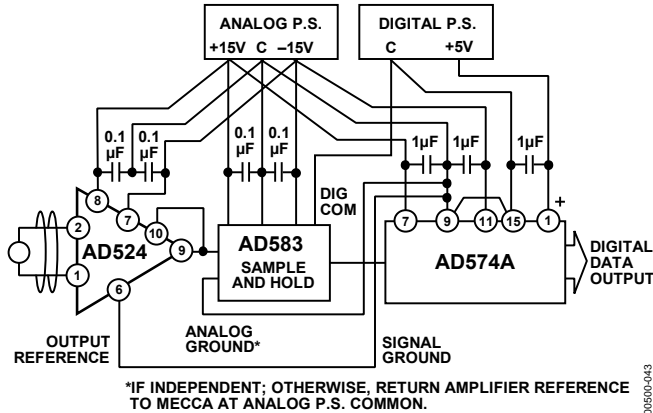 ANALOG P.S.
+15V C –15V
DIGITAL P.S.
C +5V
0.1 µF
0.1 µF
0.1 µF
0.1 µF
1µF
1µF
1µF
DIG COM
8
7
10
9
2
1
6
AD524
AD583
SAMPLE
AND HOLD
7
9
11
15
1
+
AD574A
DIGITAL
DATA
OUTPUT
OUTPUT
REFERENCE
ANALOG
GROUND*
SIGNAL
GROUND
*IF INDEPENDENT; OTHERWISE, RETURN AMPLIFIER REFERENCE
TO MECCA AT ANALOG P.S. COMMON.
00500-043